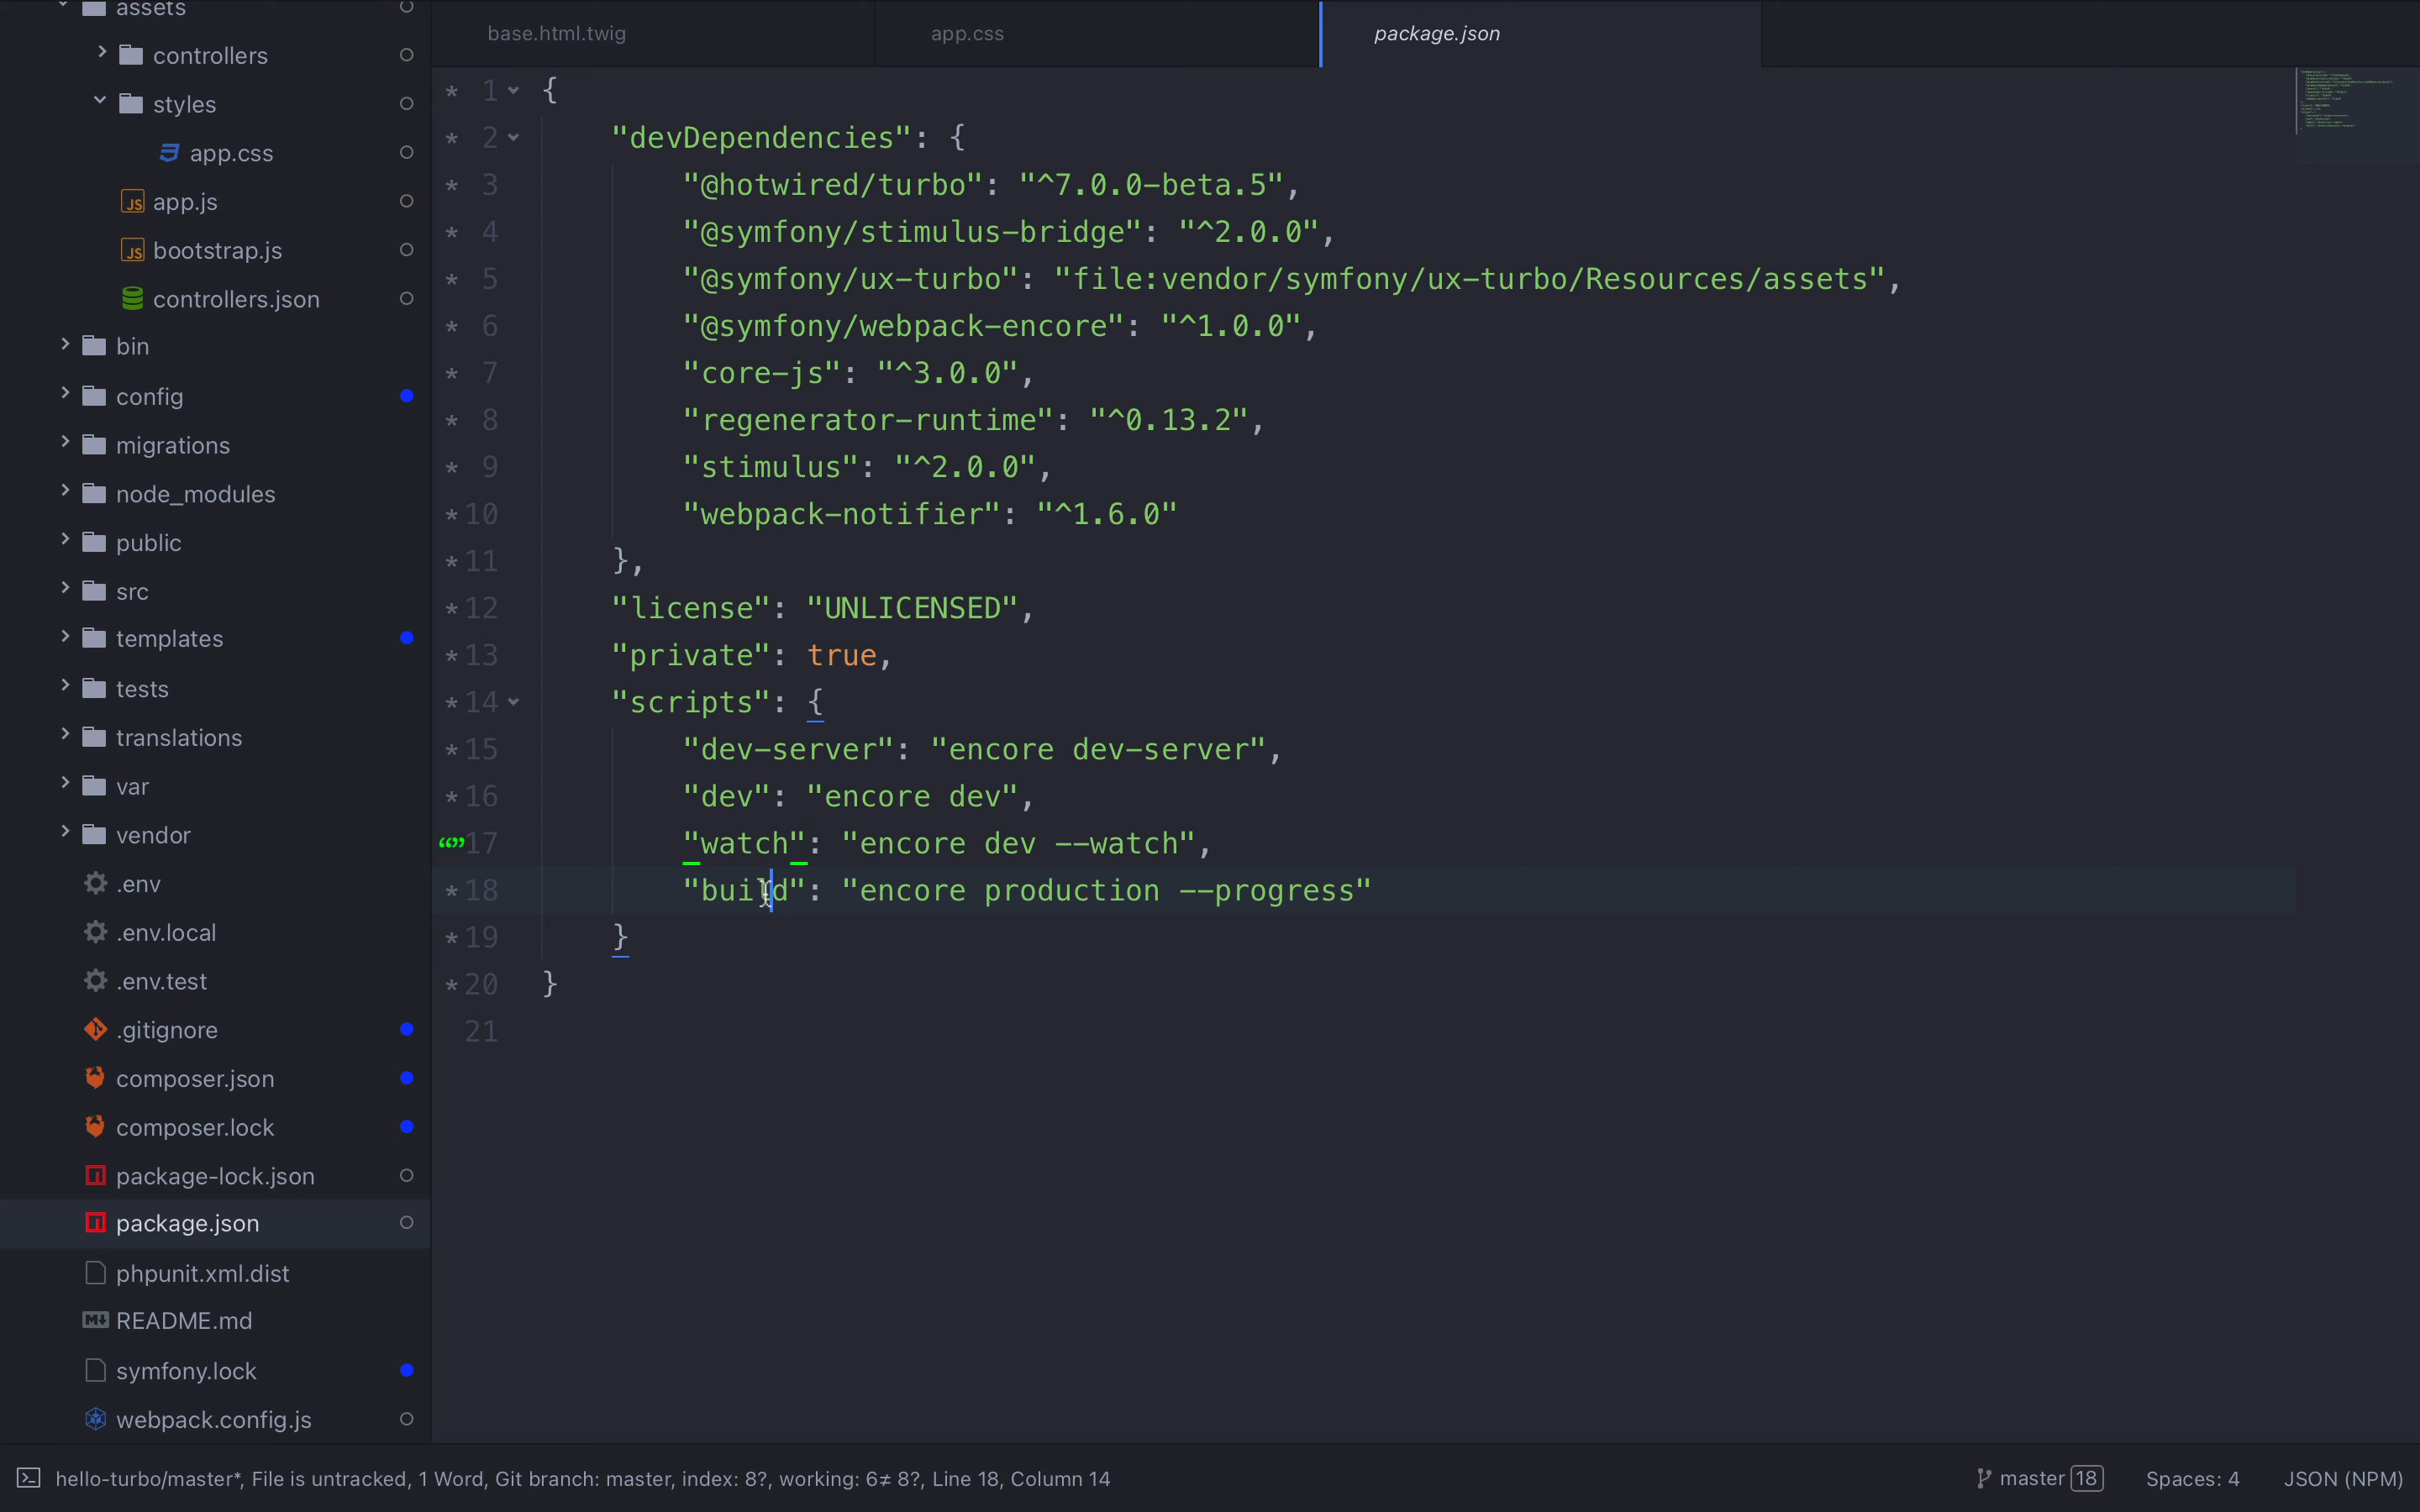 assets
controllers
styles
app.css
app.js
bootstrap.js
controllers.json
bin
config
migrations
node_modules
public
src
templates
tests
translations
var
vendor
.env
.env.local
.env.test
.gitignore
composer.json
composer.lock
package-lock.json
package.json
phpunit.xml.dist
README.md
symfony.lock
webpack.config.js
base.html.twig app.css package.json
* 1 {
* 2 "devDependencies": {
* 3 "@hotwired/turbo": "^7.0.0-beta.5",
* 4 "@symfony/stimulus-bridge": "^2.0.0",
* 5 "@symfony/ux-turbo": "file:vendor/symfony/ux-turbo/Resources/assets",
* 6 "@symfony/webpack-encore": "^1.0.0",
* 7 "core-js": "^3.0.0",
* 8 "regenerator-runtime": "^0.13.2",
* 9 "stimulus": "^2.0.0",
* 10 "webpack-notifier": "^1.6.0"
* 11 },
* 12 "license": "UNLICENSED",
* 13 "private": true,
* 14 "scripts": {
* 15 "dev-server": "encore dev-server",
* 16 "dev": "encore dev",
“” 17 "watch": "encore dev --watch",
* 18 "build": "encore production --progress"
* 19 }
* 20 }
21
hello-turbo/master*, File is untracked, 1 Word, Git branch: master, index: 8?, working: 6≠ 8?, Line 18, Column 14 master 18 Spaces: 4 JSON (NPM)